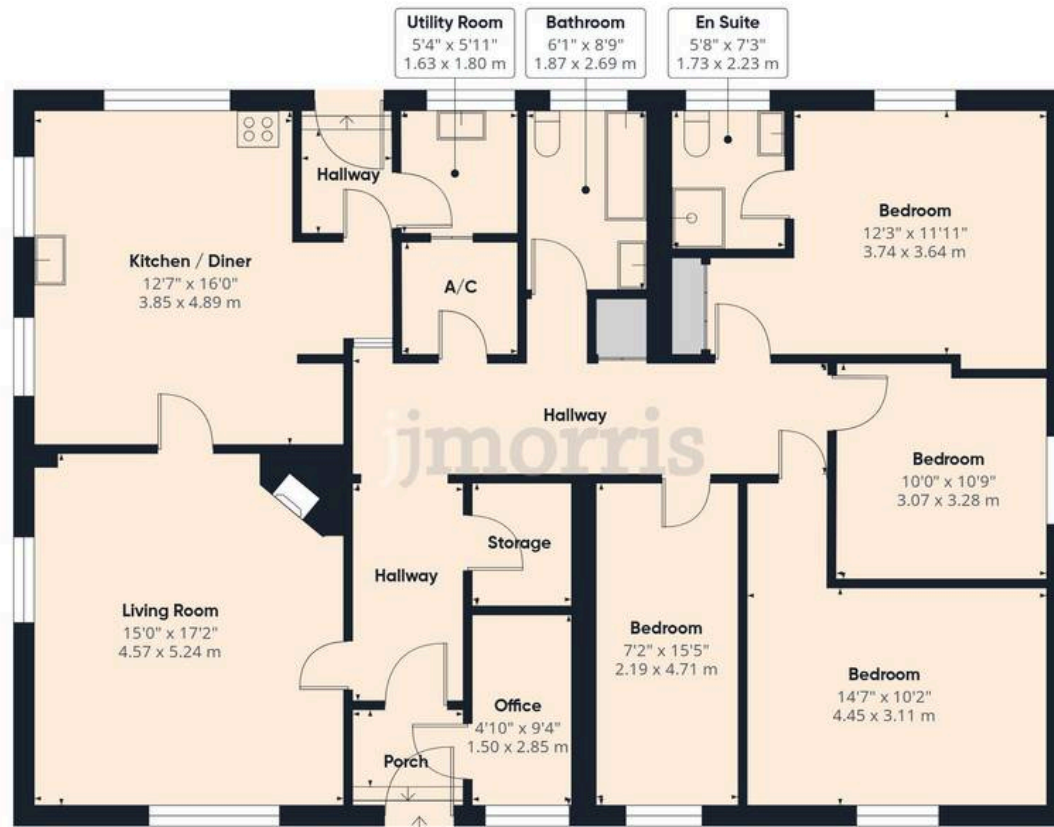 Utility Room
5'4" x 5'11"
1.63 x 1.80 m
Bathroom
6'1" x 8'9"
1.87 x 2.69 m
En Suite
5'8" x 7'3"
1.73 x 2.23 m
Hallway
Kitchen / Diner
12'7" x 16'0"
3.85 x 4.89 m
A/C
Bedroom
12'3" x 11'11"
3.74 x 3.64 m
Hallway
jjmorris
Bedroom
10'0" x 10'9"
3.07 x 3.28 m
Storage
Hallway
Living Room
15'0" x 17'2"
4.57 x 5.24 m
Bedroom
7'2" x 15'5"
2.19 x 4.71 m
Bedroom
14'7" x 10'2"
4.45 x 3.11 m
Office
4'10" x 9'4"
1.50 x 2.85 m
Porch